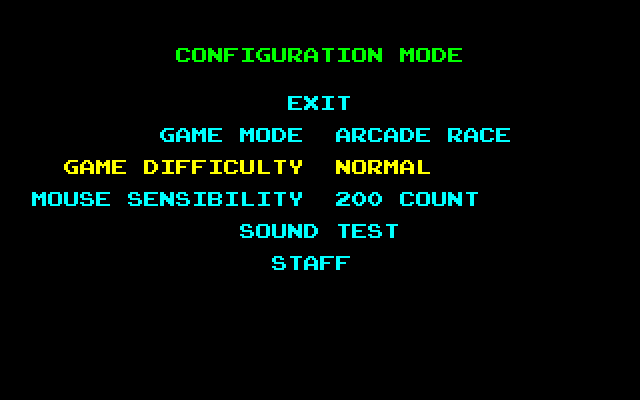 CONFIGURATION MODE
EXIT
GAME MODE ARCADE RACE
GAME DIFFICULTY NORMAL
MOUSE SENSIBILITY 200 COUNT
SOUND TEST
STAFF